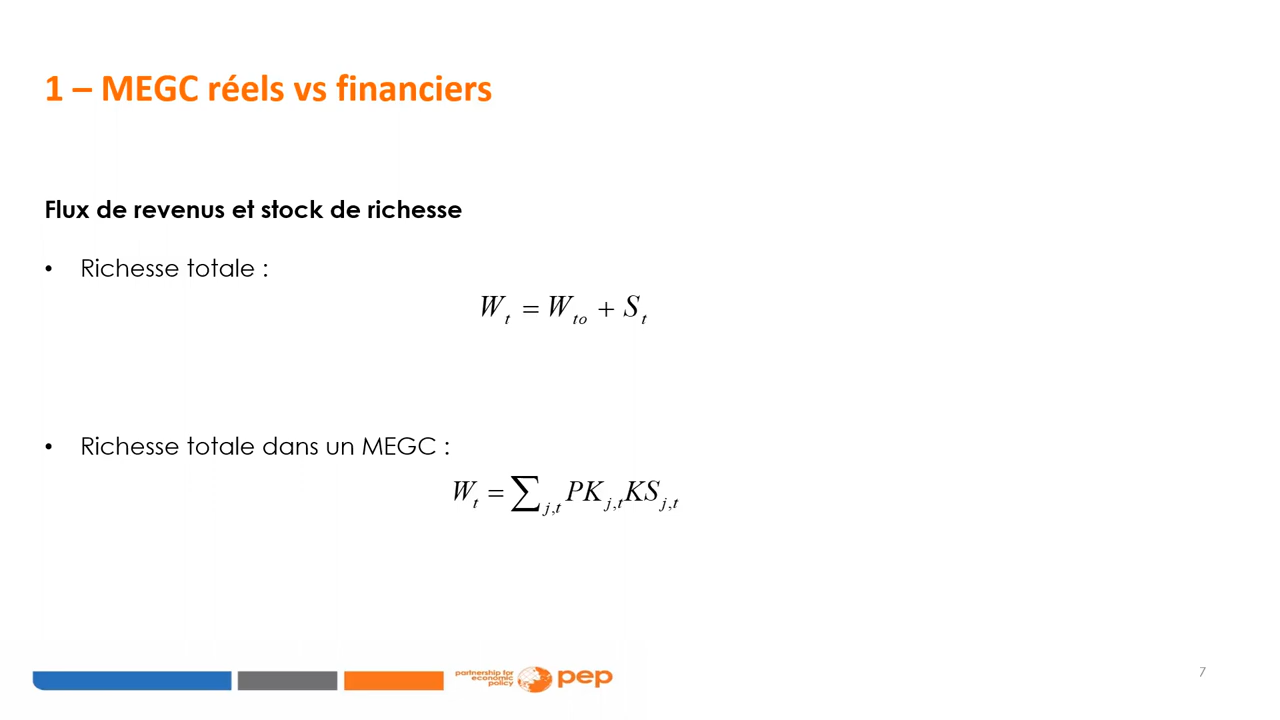 1 – MEGC réels vs financiers
Flux de revenus et stock de richesse
• Richesse totale :
W_t = W_to + S_t
• Richesse totale dans un MEGC :
W_t = ∑_j,t PK_j,t KS_j,t
partnership for
economic
policy
pep
7